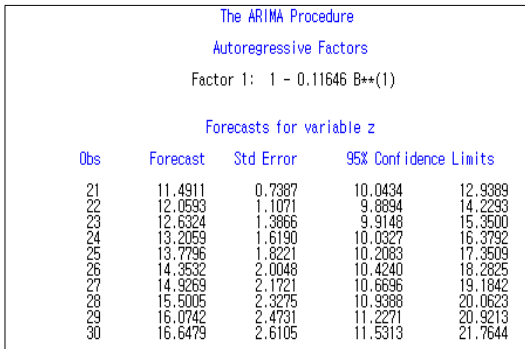 The ARIMA Procedure
Autoregressive Factors
Factor 1: 1 - 0.11646 B**(1)
Forecasts for variable z
Obs Forecast Std Error 95% Confidence Limits
21 11.4911 0.7387 10.0434 12.9389
22 12.0593 1.1071 9.8894 14.2293
23 12.6324 1.3866 9.9148 15.3500
24 13.2059 1.6190 10.0327 16.3792
25 13.7796 1.8221 10.2083 17.3509
26 14.3532 2.0048 10.4240 18.2825
27 14.9269 2.1721 10.6696 19.1842
28 15.5005 2.3275 10.9388 20.0623
29 16.0742 2.4731 11.2271 20.9213
30 16.6479 2.6105 11.5313 21.7644